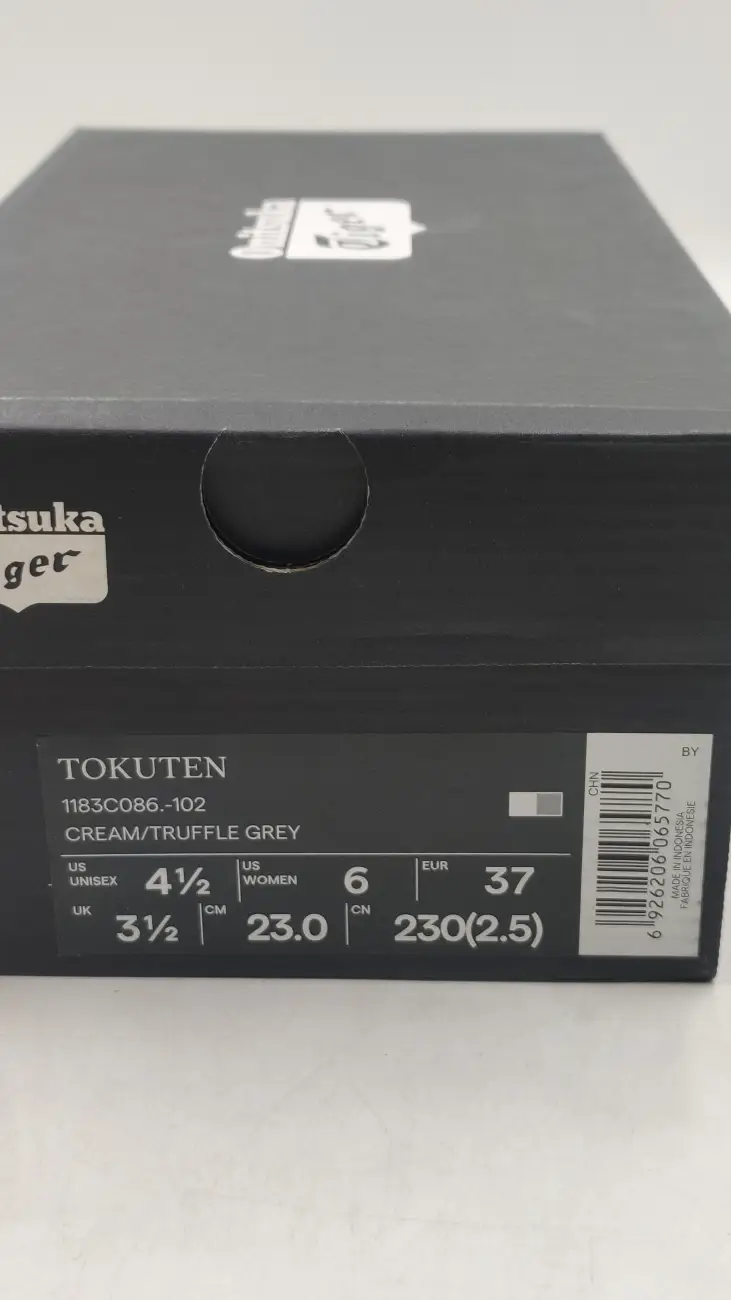 Onitsuka
Tiger
tsuka
ger
TOKUTEN
1183C086.-102
CREAM/TRUFFLE GREY
US UNISEX 4½ US WOMEN 6 EUR 37
UK 3½ CM 23.0 CN 230(2.5)
BY
CHN
6 926206 065770
MADE IN INDONESIA
FABRIQUE EN INDONESIE